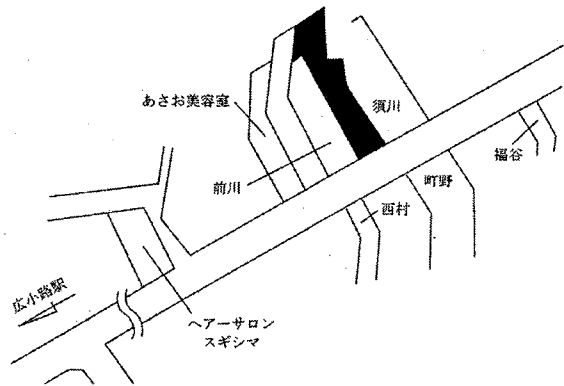 あさお美容室
須川
福谷
前川
町野
西村
広小路駅
ヘアーサロン
スギシマ